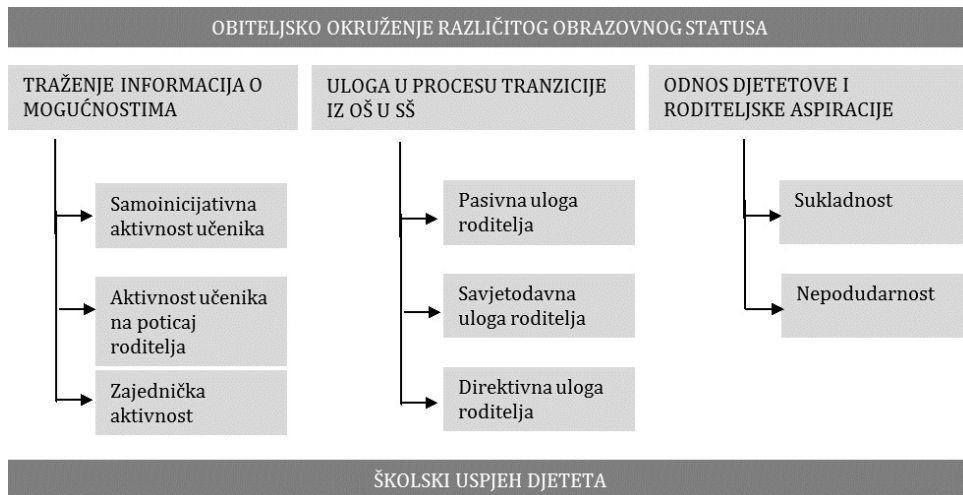 OBITELJSKO OKRUŽENJE RAZLIČITOG OBRAZOVNOG STATUSA
TRAŽENJE INFORMACIJA O
MOGUĆNOSTIMA
Samoinicijativna
aktivnost učenika
Aktivnost učenika
na poticaj
roditelja
Zajednička
aktivnost
ULOGA U PROCESU TRANZICIJE
IZ OŠ U SŠ
Pasivna uloga
roditelja
Savjetodavna
uloga roditelja
Direktivna uloga
roditelja
ODNOS DJETETOVE I
RODITELJSKE ASPIRACIJE
Sukladnost
Nepodudarnost
ŠKOLSKI USPJEH DJETETA